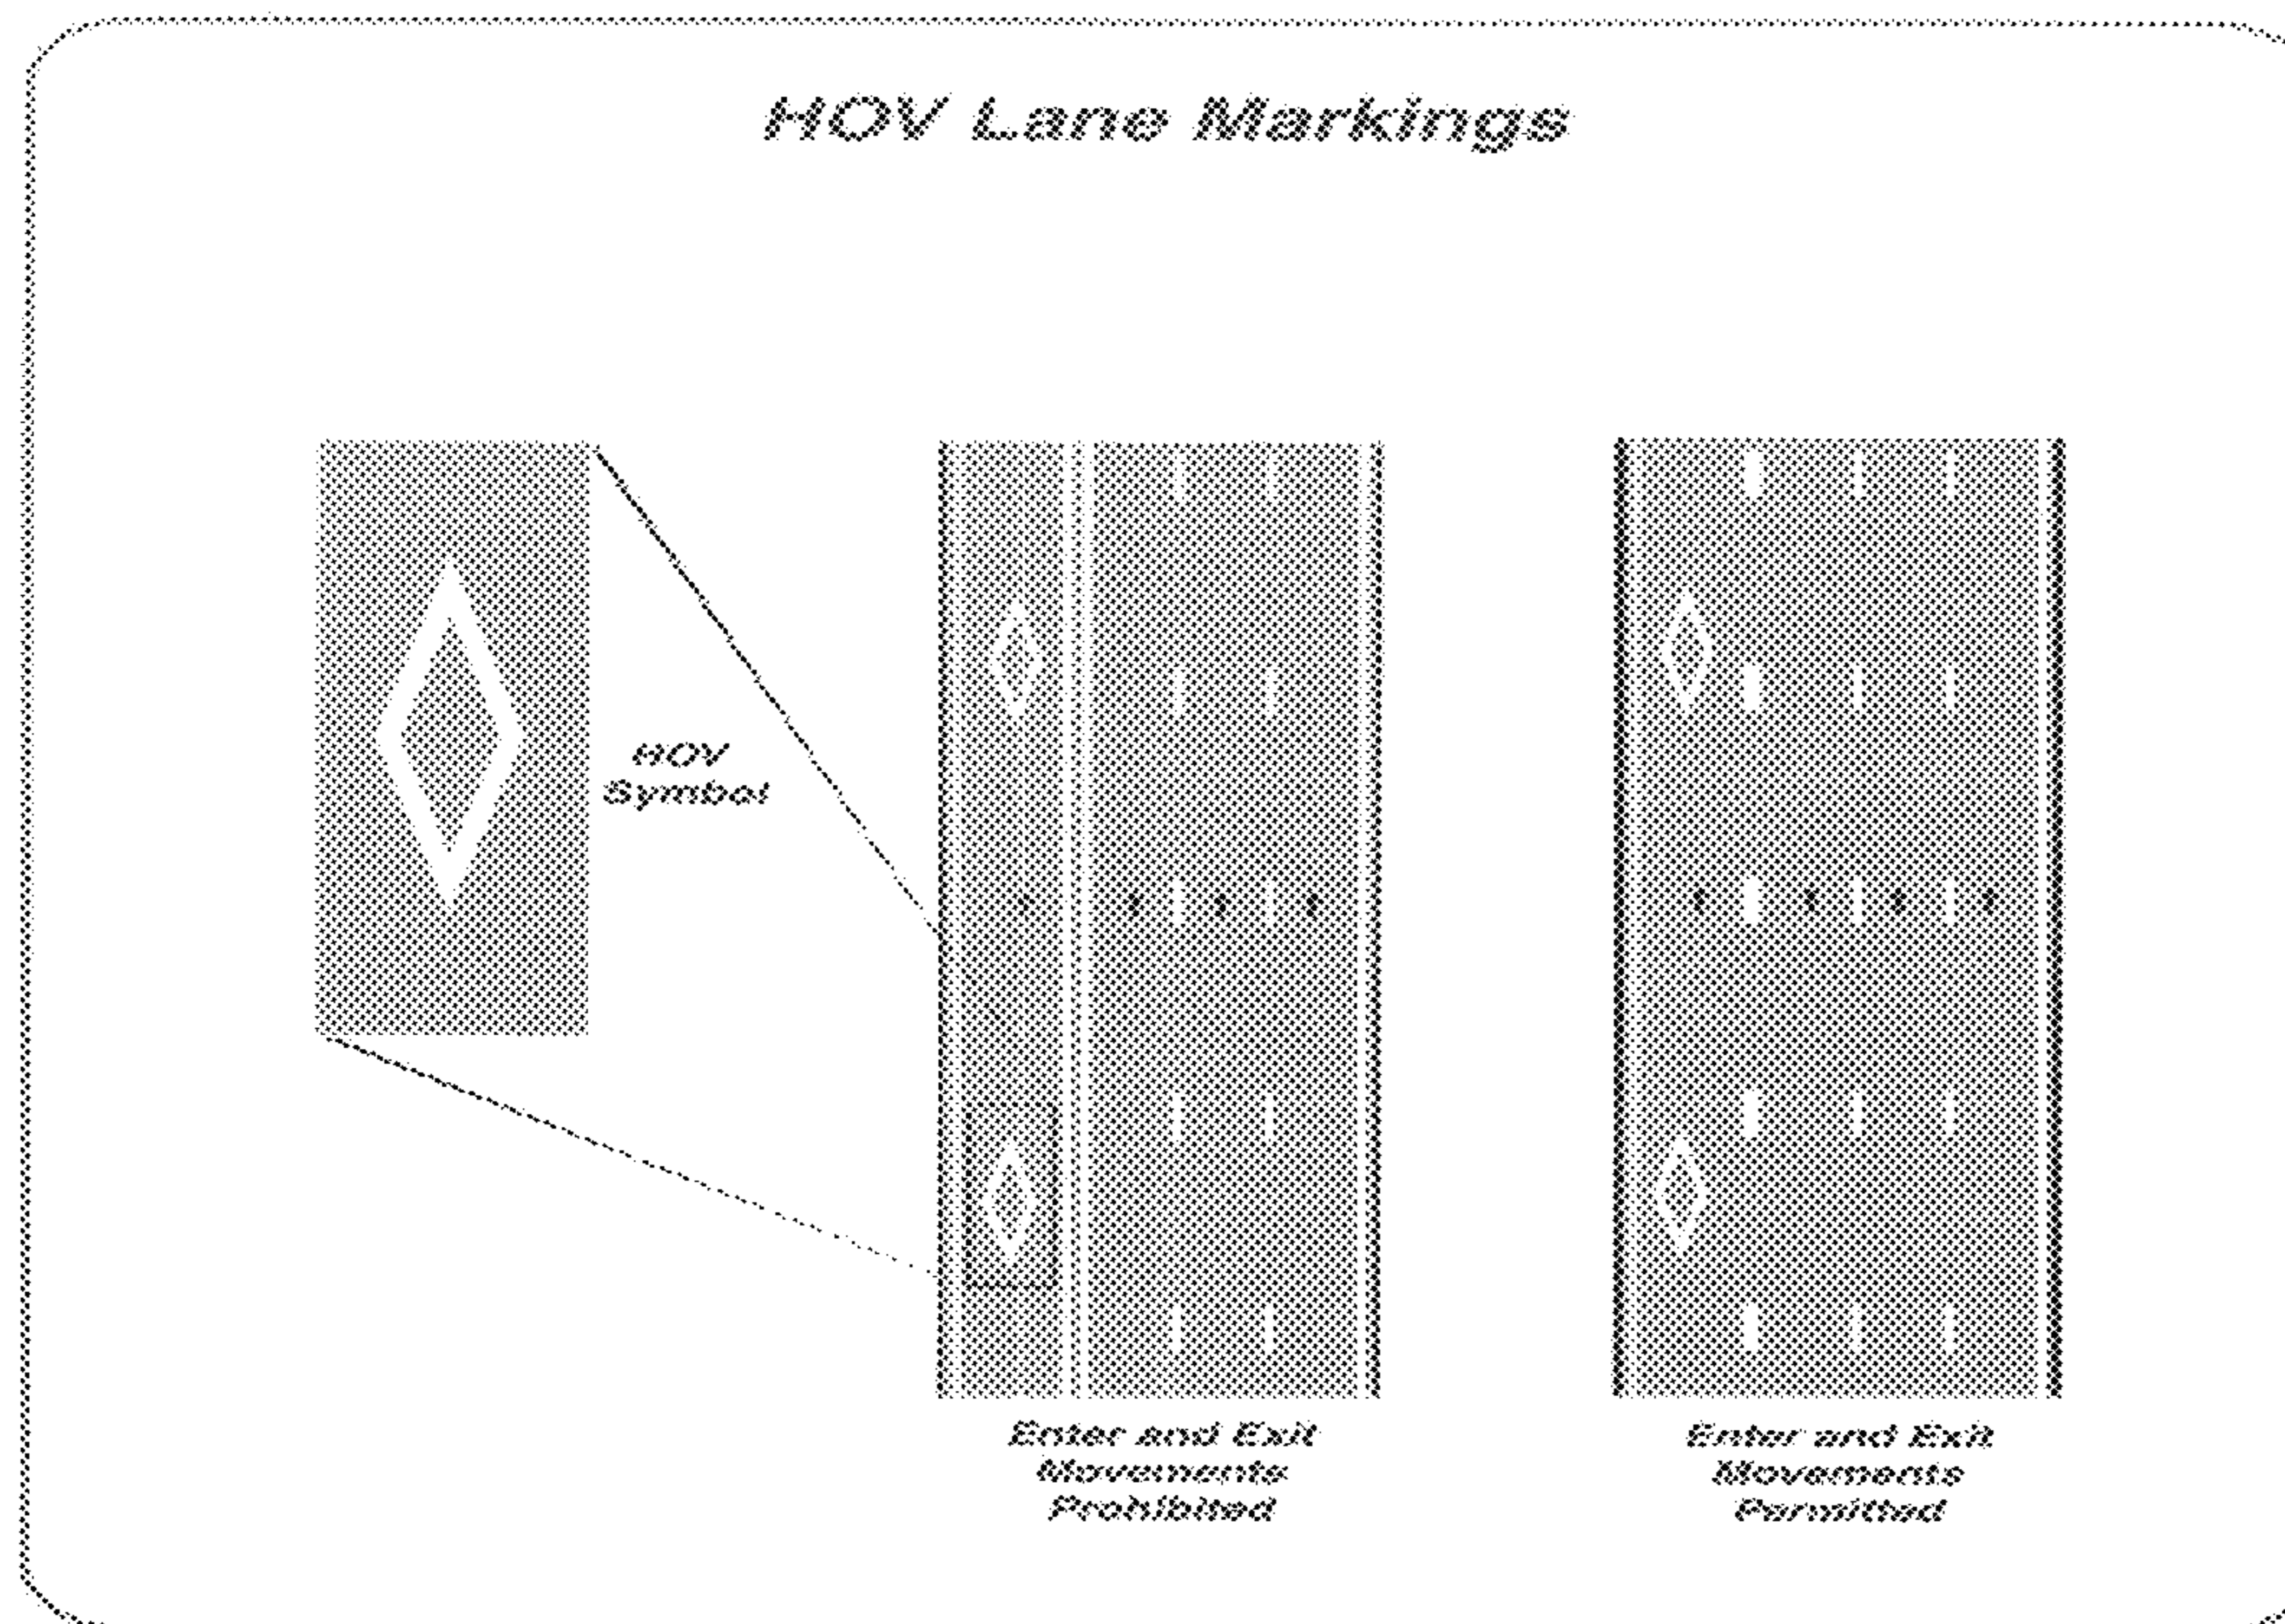 HOV Lane Markings
HOV
Symbol
Enter and Exit
Movements
Prohibited
Enter and Exit
Movements
Permitted